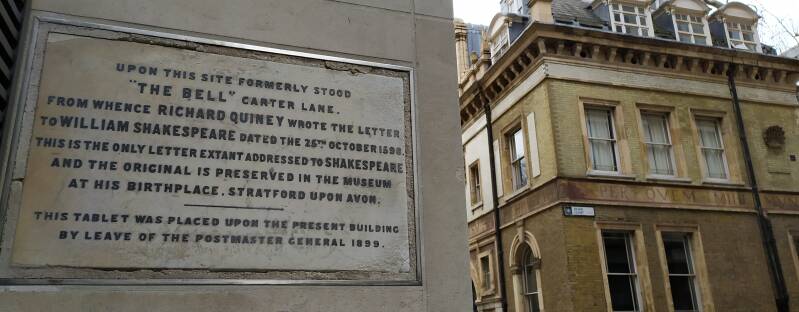 UPON THIS SITE FORMERLY STOOD
"THE BELL" CARTER LANE.
FROM WHENCE RICHARD QUINEY WROTE THE LETTER
TO WILLIAM SHAKESPEARE DATED THE 25TH OCTOBER 1598.
THIS IS THE ONLY LETTER EXTANT ADDRESSED TO SHAKESPEARE
AND THE ORIGINAL IS PRESERVED IN THE MUSEUM
AT HIS BIRTHPLACE, STRATFORD UPON AVON.
THIS TABLET WAS PLACED UPON THE PRESENT BUILDING
BY LEAVE OF THE POSTMASTER GENERAL 1899.